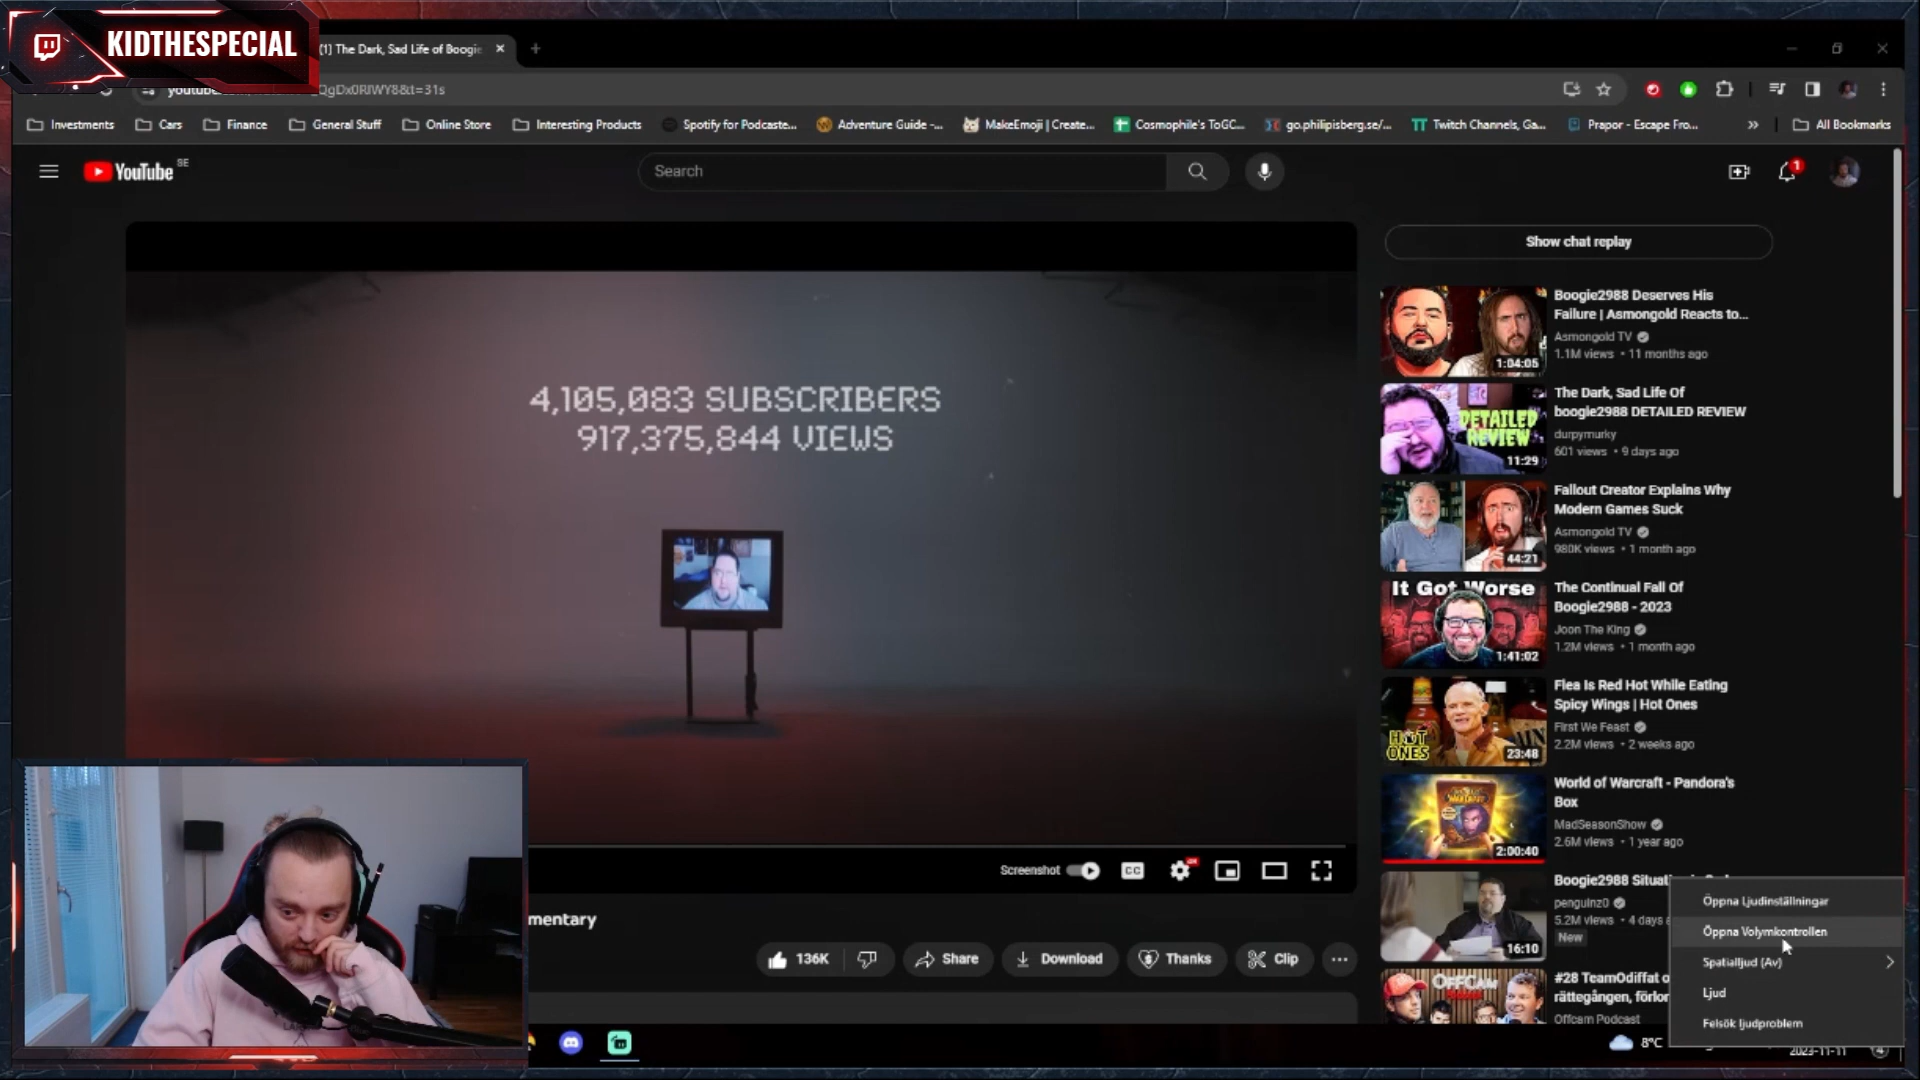 KIDTHESPECIAL
(1) The Dark, Sad Life of Boogie
QgDx0RlWY8&t=31s
Investments
Cars
Finance
General Stuff
Online Store
Interesting Products
Spotify for Podcaste...
Adventure Guide -...
MakeEmoji | Create...
Cosmophile's ToGC...
go.philipisberg.se/...
Twitch Channels, Ga...
Prapor - Escape Fro...
All Bookmarks
YouTube SE
Search
1
Show chat replay
4,105,083 SUBSCRIBERS
917,375,844 VIEWS
1:04:05
Boogie2988 Deserves His
Failure | Asmongold Reacts to...
Asmongold TV
1.1M views • 11 months ago
DETAILED
REVIEW
11:29
The Dark, Sad Life Of
boogie2988 DETAILED REVIEW
durpymurky
601 views • 9 days ago
44:21
Fallout Creator Explains Why
Modern Games Suck
Asmongold TV
980K views • 1 month ago
It Got Worse
1:41:02
The Continual Fall Of
Boogie2988 - 2023
Joon The King
1.2M views • 1 month ago
HOT
ONES
23:48
Flea Is Red Hot While Eating
Spicy Wings | Hot Ones
First We Feast
2.2M views • 2 weeks ago
2:00:40
World of Warcraft - Pandora's
Box
MadSeasonShow
2.6M views • 1 year ago
16:10
Boogie2988
penguinz0
5.2M views • 4 days
New
OFFCAM
#28 TeamOdiffat
rättegången,
Offcam Podcast
Screenshot
CC
mentary
136K
Share
Download
Thanks
Clip
Öppna Ljudinställningar
Öppna Volymkontrollen
Spatialljud (Av)
Ljud
Felsök ljudproblem
8°C
2023-11-11